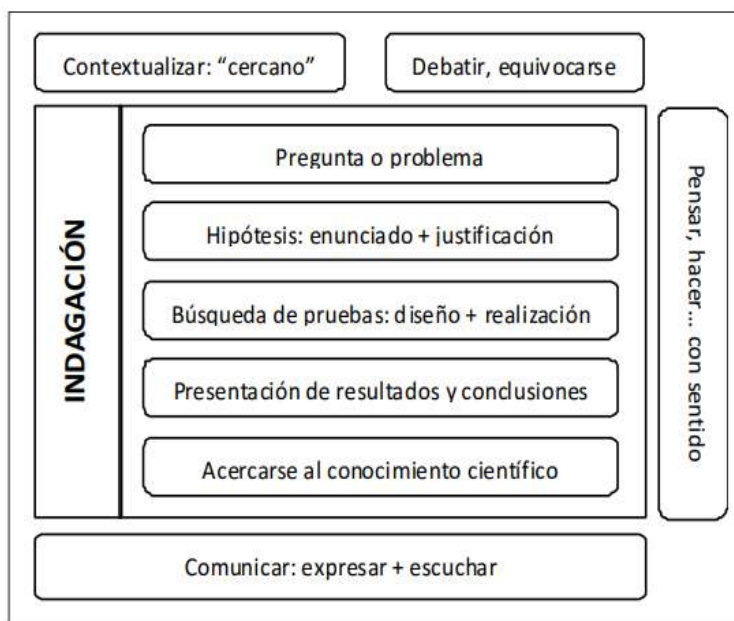 Contextualizar: “cercano”
Debatir, equivocarse
INDAGACIÓN
Pregunta o problema
Hipótesis: enunciado + justificación
Búsqueda de pruebas: diseño + realización
Presentación de resultados y conclusiones
Acercarse al conocimiento científico
Pensar, hacer... con sentido
Comunicar: expresar + escuchar